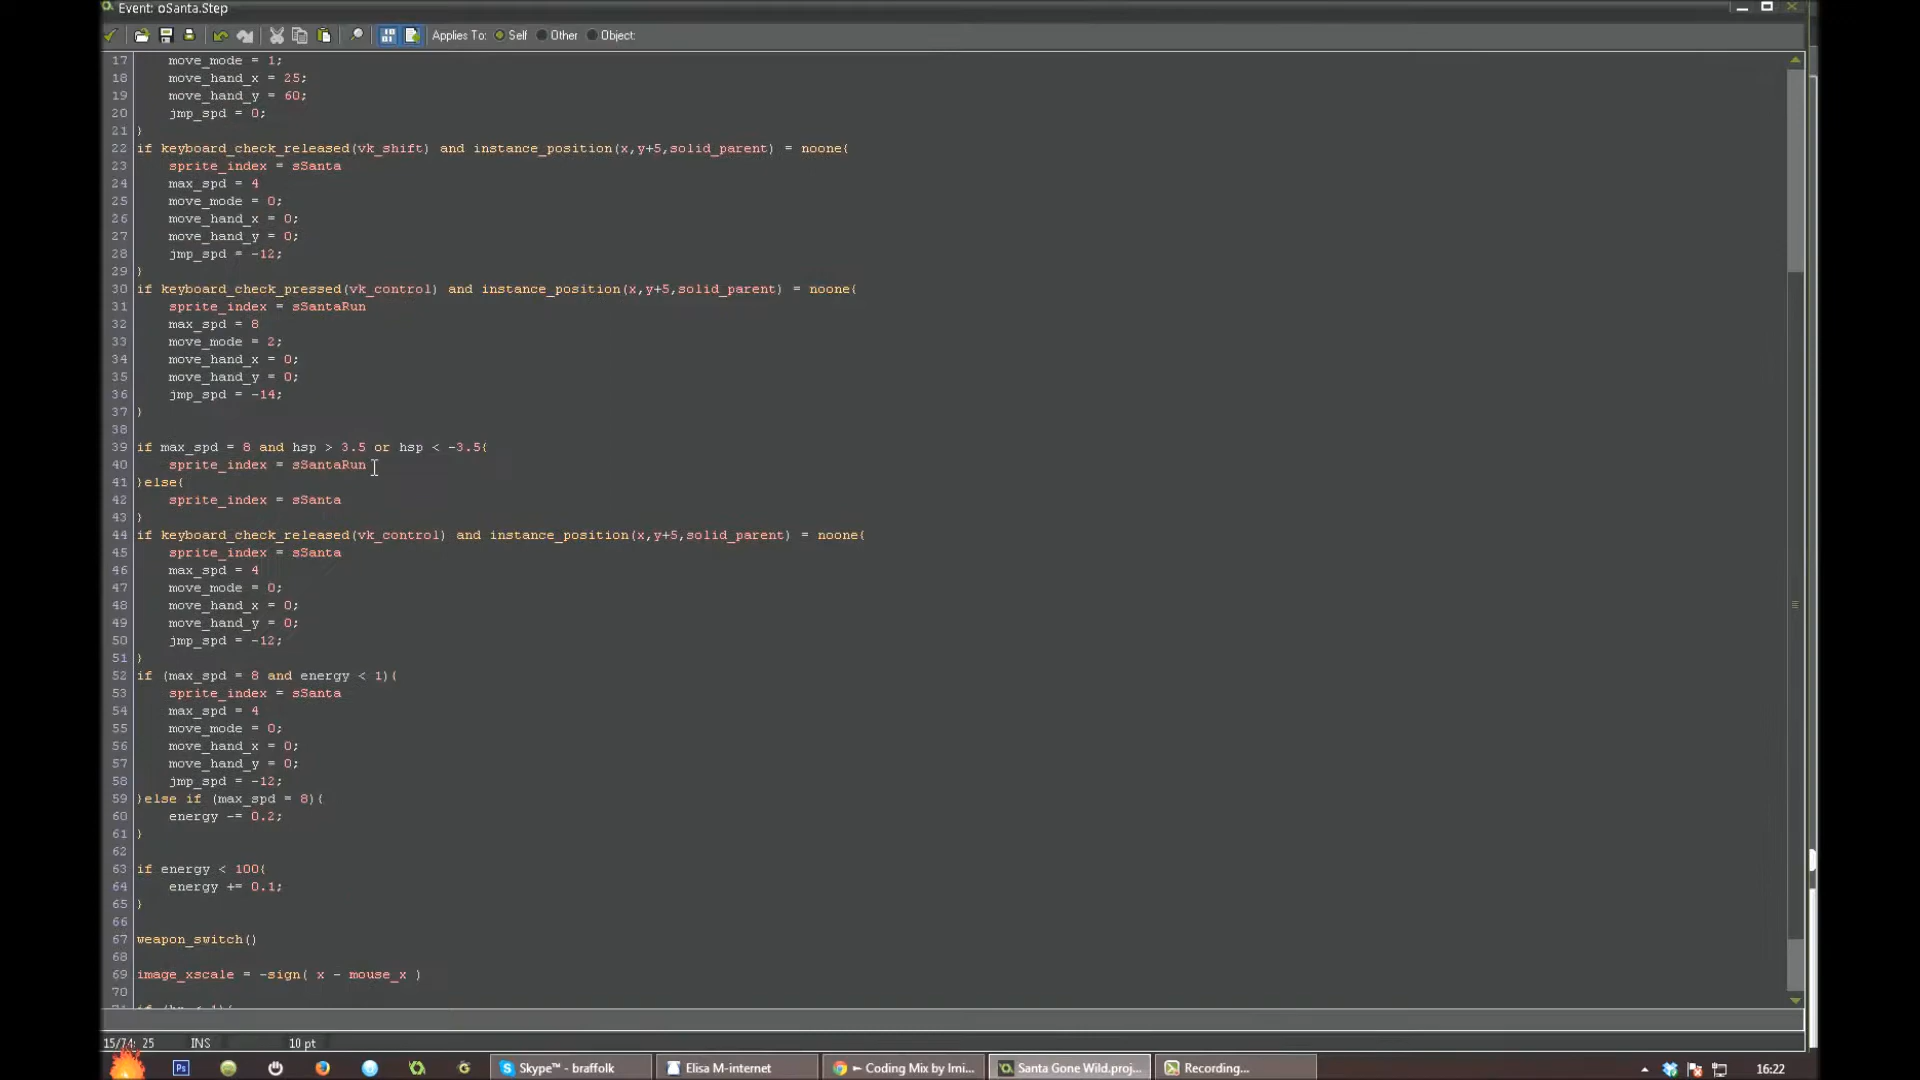 Event: oSanta.Step
Applies To: Self Other Object:
17 move_mode = 1;
18 move_hand_x = 25;
19 move_hand_y = 60;
20 jmp_spd = 0;
21 }
22 if keyboard_check_released(vk_shift) and instance_position(x,y+5,solid_parent) = noone{
23 sprite_index = sSanta
24 max_spd = 4
25 move_mode = 0;
26 move_hand_x = 0;
27 move_hand_y = 0;
28 jmp_spd = -12;
29 }
30 if keyboard_check_pressed(vk_control) and instance_position(x,y+5,solid_parent) = noone{
31 sprite_index = sSantaRun
32 max_spd = 8
33 move_mode = 2;
34 move_hand_x = 0;
35 move_hand_y = 0;
36 jmp_spd = -14;
37 }
38
39 if max_spd = 8 and hsp > 3.5 or hsp < -3.5{
40 sprite_index = sSantaRun
41 }else{
42 sprite_index = sSanta
43 }
44 if keyboard_check_released(vk_control) and instance_position(x,y+5,solid_parent) = noone{
45 sprite_index = sSanta
46 max_spd = 4
47 move_mode = 0;
48 move_hand_x = 0;
49 move_hand_y = 0;
50 jmp_spd = -12;
51 }
52 if (max_spd = 8 and energy < 1){
53 sprite_index = sSanta
54 max_spd = 4
55 move_mode = 0;
56 move_hand_x = 0;
57 move_hand_y = 0;
58 jmp_spd = -12;
59 }else if (max_spd = 8){
60 energy -= 0.2;
61 }
62
63 if energy < 100{
64 energy += 0.1;
65 }
66
67 weapon_switch()
68
69 image_xscale = -sign( x - mouse_x )
70
15/74: 25 INS 10 pt
Ps Skype™ - braffolk Elisa M-internet ► Coding Mix by Imi... Santa Gone Wild.proj... Recording... 16:22